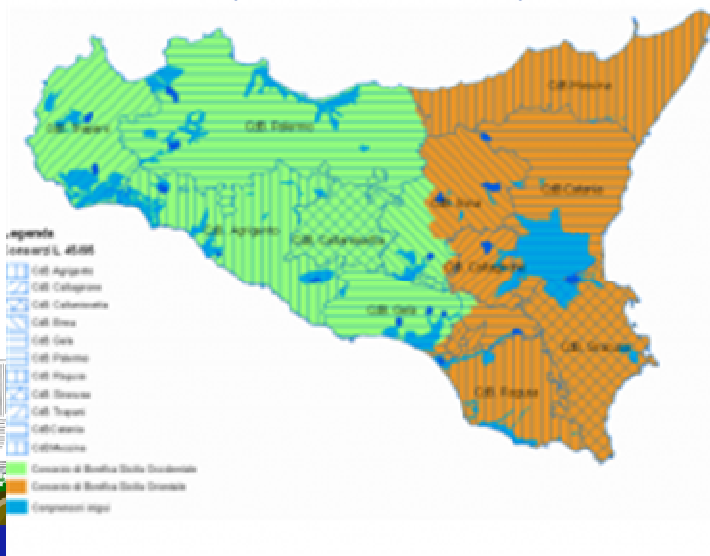 CdB Messina
CdB Palermo
CdB Trapani
CdB Catania
CdB Enna
CdB Agrigento
CdB Caltanissetta
CdB Caltagirone
CdB Gela
CdB Siracusa
CdB Ragusa
Legenda
Consorzi L. 45/95
CdB Agrigento
CdB Caltagirone
CdB Caltanissetta
CdB Enna
CdB Gela
CdB Palermo
CdB Ragusa
CdB Siracusa
CdB Trapani
CdB Catania
CdB Messina
Consorzio di Bonifica Sicilia Occidentale
Consorzio di Bonifica Sicilia Orientale
Comprensori irrigui